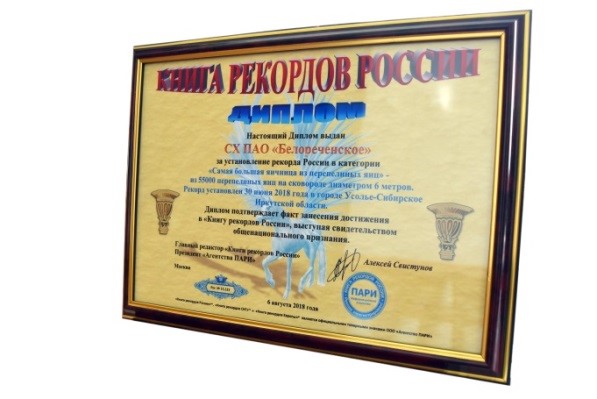 КНИГА РЕКОРДОВ РОССИИ
ДИПЛОМ
Настоящий Диплом выдан
СХ ПАО «Белореченское»
за установление рекорда России в категории
«Самая большая яичница из перепелиных яиц» -
из 55000 перепелиных яиц на сковороде диаметром 6 метров.
Рекорд установлен 30 июня 2018 года в городе Усолье-Сибирское
Иркутской области.
Диплом подтверждает факт занесения достижения
в «Книгу рекордов России», выступая свидетельством
общенационального признания.
Главный редактор «Книги рекордов России»
Президент «Агентства ПАРИ»
Алексей Свистунов
Москва
ПАРИ
6 августа 2018 года